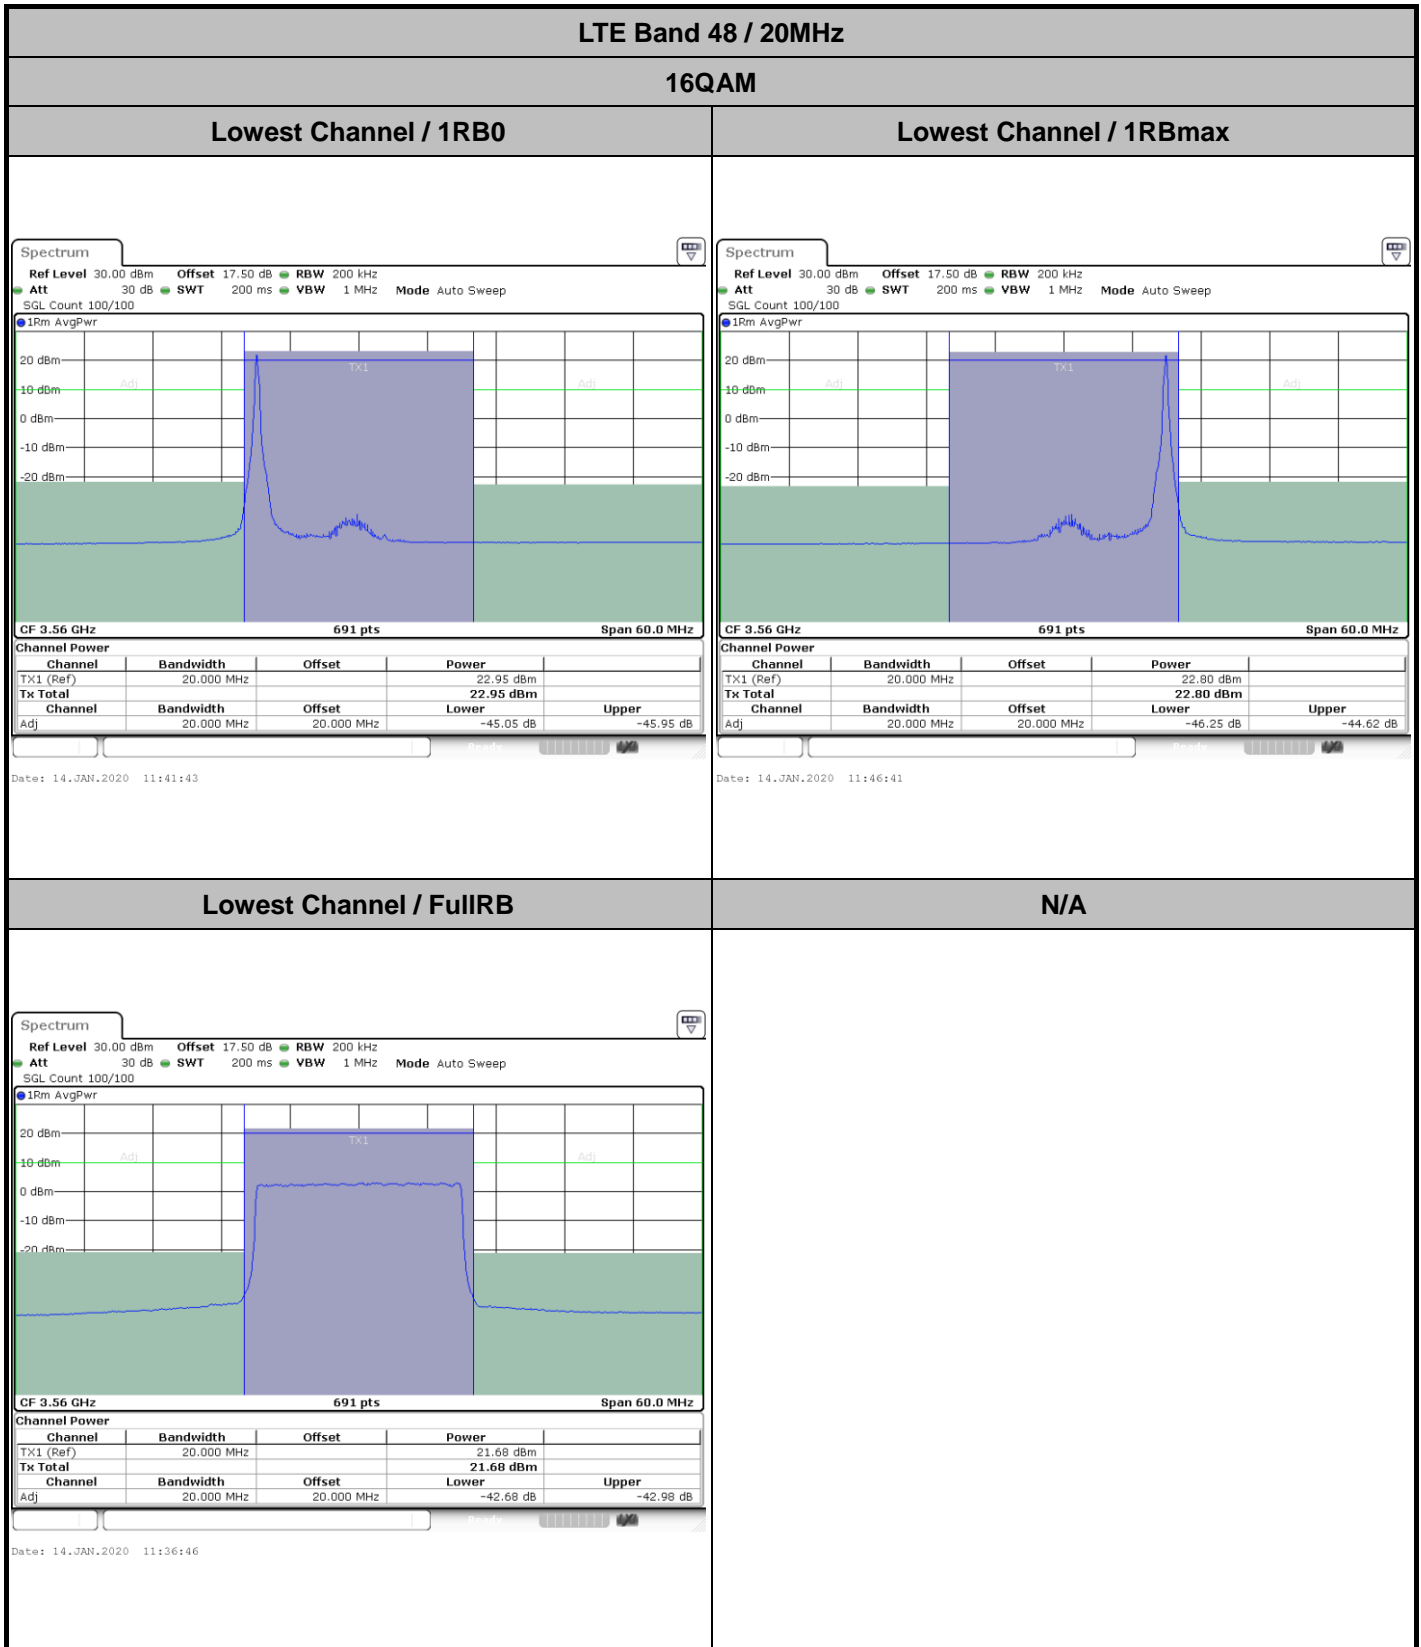 LTE Band 48 / 20MHz
16QAM
Lowest Channel / 1RB0
Lowest Channel / 1RBmax
Spectrum
Ref Level 30.00 dBm Offset 17.50 dB RBW 200 kHz
Att 30 dB SWT 200 ms VBW 1 MHz Mode Auto Sweep
SGL Count 100/100
1Rm AvgPwr
TX1
20 dBm
Adj
Adj
10 dBm
0 dBm
-10 dBm
-20 dBm
CF 3.56 GHz 691 pts Span 60.0 MHz
Channel Power
Channel Bandwidth Offset Power
TX1 (Ref) 20.000 MHz 22.95 dBm
Tx Total 22.95 dBm
Channel Bandwidth Offset Lower Upper
Adj 20.000 MHz 20.000 MHz -45.05 dB -45.95 dB
Ready
Date: 14.JAN.2020 11:41:43
Spectrum
Ref Level 30.00 dBm Offset 17.50 dB RBW 200 kHz
Att 30 dB SWT 200 ms VBW 1 MHz Mode Auto Sweep
SGL Count 100/100
1Rm AvgPwr
TX1
20 dBm
Adj
Adj
10 dBm
0 dBm
-10 dBm
-20 dBm
CF 3.56 GHz 691 pts Span 60.0 MHz
Channel Power
Channel Bandwidth Offset Power
TX1 (Ref) 20.000 MHz 22.80 dBm
Tx Total 22.80 dBm
Channel Bandwidth Offset Lower Upper
Adj 20.000 MHz 20.000 MHz -46.25 dB -44.62 dB
Ready
Date: 14.JAN.2020 11:46:41
Lowest Channel / FullRB
N/A
Spectrum
Ref Level 30.00 dBm Offset 17.50 dB RBW 200 kHz
Att 30 dB SWT 200 ms VBW 1 MHz Mode Auto Sweep
SGL Count 100/100
1Rm AvgPwr
20 dBm
TX1
Adj
Adj
10 dBm
0 dBm
-10 dBm
-20 dBm
CF 3.56 GHz 691 pts Span 60.0 MHz
Channel Power
Channel Bandwidth Offset Power
TX1 (Ref) 20.000 MHz 21.68 dBm
Tx Total 21.68 dBm
Channel Bandwidth Offset Lower Upper
Adj 20.000 MHz 20.000 MHz -42.68 dB -42.98 dB
Ready
Date: 14.JAN.2020 11:36:46